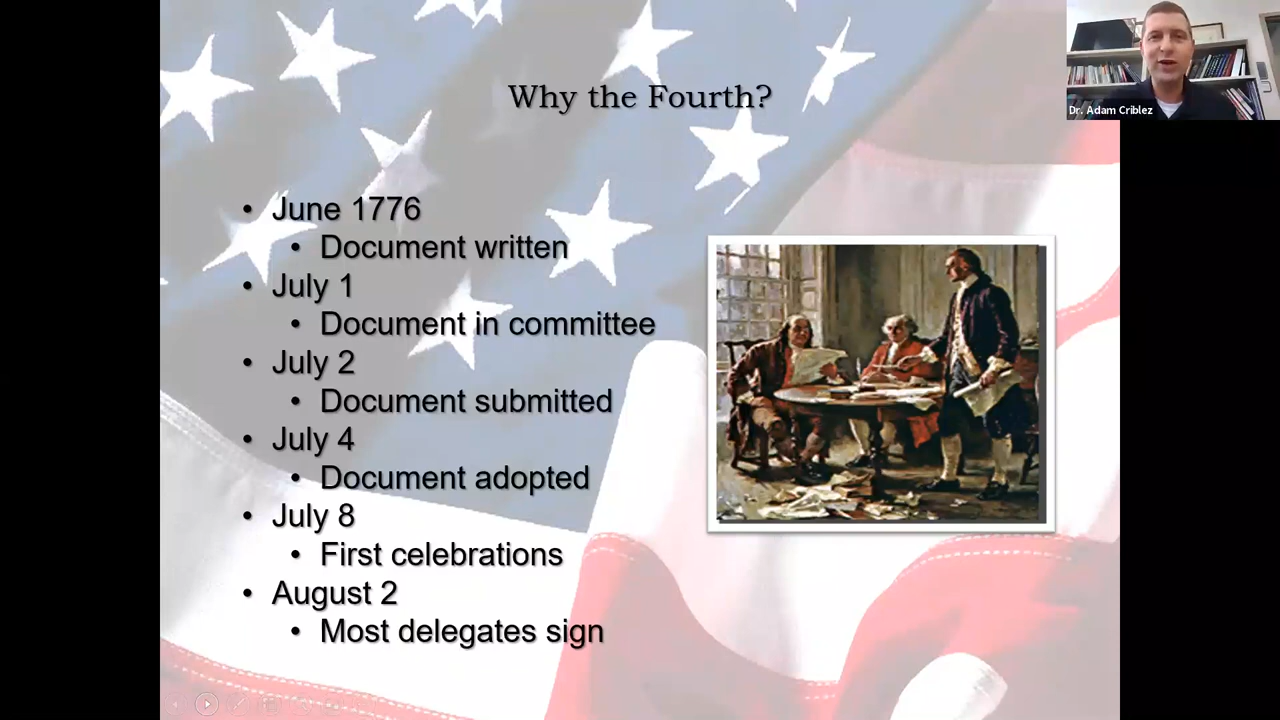 Why the Fourth?
Dr. Adam Criblez
• June 1776
• Document written
• July 1
• Document in committee
• July 2
• Document submitted
• July 4
• Document adopted
• July 8
• First celebrations
• August 2
• Most delegates sign